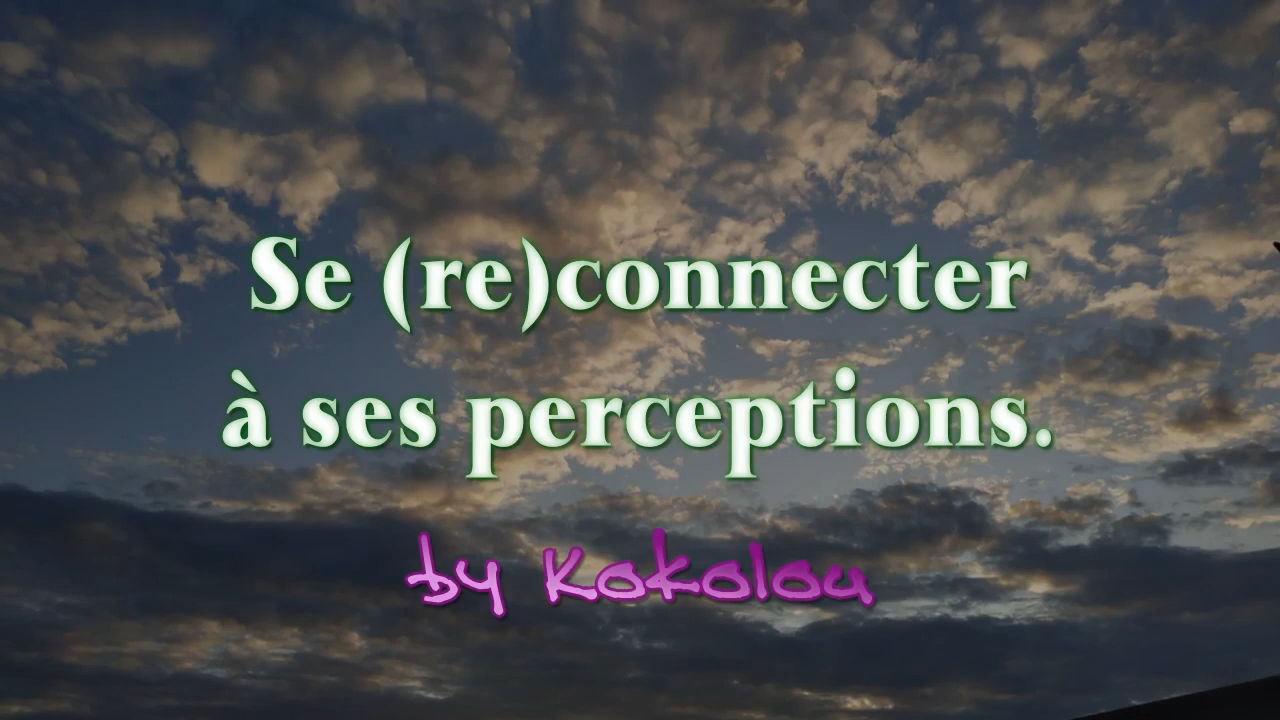 Se (re)connecter
à ses perceptions.
by Kokolou